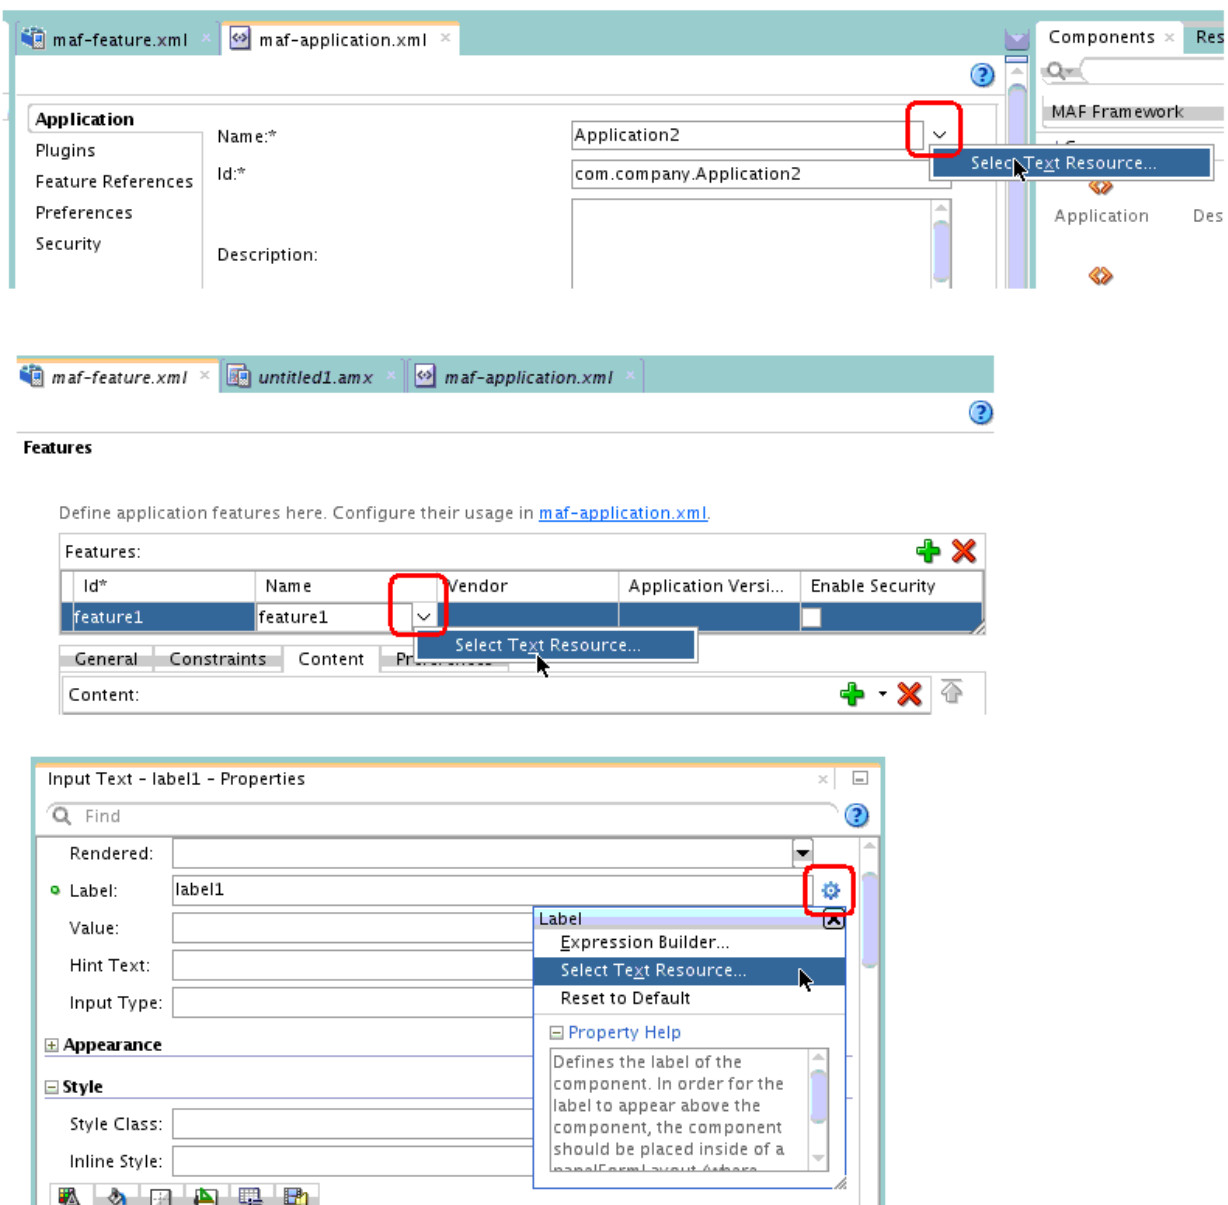 maf-feature.xml
maf-application.xml
Components
Res
MAF Framework
Application
Plugins
Feature References
Preferences
Security
Name:*
Application2
Id:*
com.company.Application2
Select Text Resource...
Description:
Application
Des
maf-feature.xml
untitled1.amx
maf-application.xml
Features
Define application features here. Configure their usage in maf-application.xml.
Features:
Id* Name Vendor Application Versi... Enable Security
feature1 feature1
Select Text Resource...
General Constraints Content
Content:
Input Text - label1 - Properties
Find
Rendered:
Label: label1
Value:
Hint Text:
Input Type:
Label
Expression Builder...
Select Text Resource...
Reset to Default
Property Help
Defines the label of the
component. In order for the
label to appear above the
component, the component
should be placed inside of a
panelFormLayout (where
Appearance
Style
Style Class:
Inline Style: